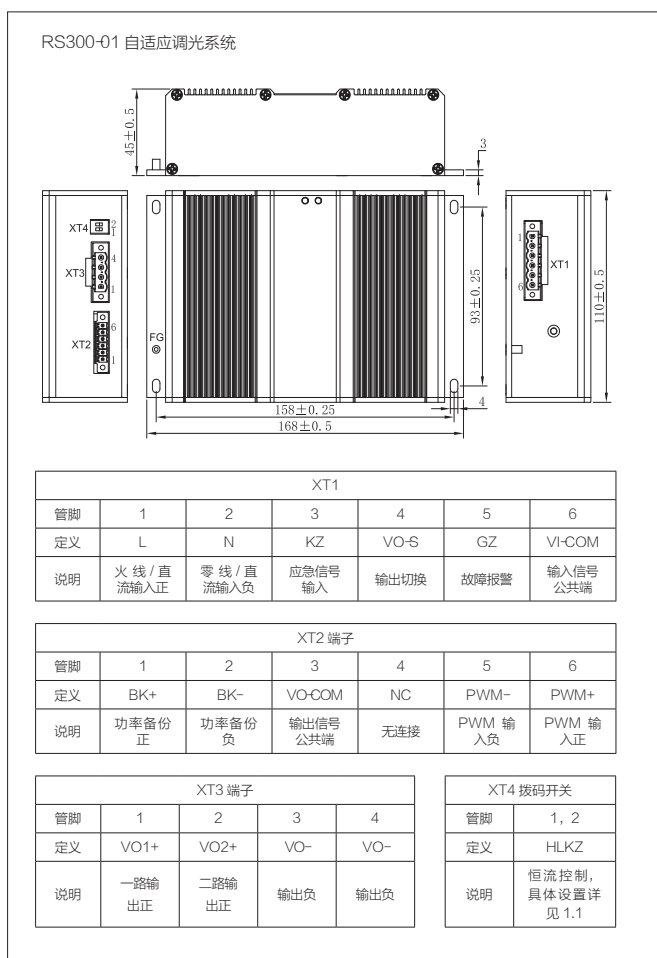 RS300-01 自适应调光系统
45±0.5
3
XT4
2
1
XT3
4
1
XT2
6
1
FG
93±0.25
4
158±0.25
168±0.5
1
XT1
6
110±0.5
XT1
管脚 1 2 3 4 5 6
定义 L N KZ VO-S GZ VI-COM
说明 火 线 / 直流输入正 零 线 / 直流输入负 应急信号输入 输出切换 故障报警 输入信号公共端
XT2 端子
管脚 1 2 3 4 5 6
定义 BK+ BK- VO-COM NC PWM- PWM+
说明 功率备份正 功率备份负 输出信号公共端 无连接 PWM 输入负 PWM 输入正
XT3 端子
管脚 1 2 3 4
定义 VO1+ VO2+ VO- VO-
说明 一路输出正 二路输出正 输出负 输出负
XT4 拨码开关
管脚 1, 2
定义 HLKZ
说明 恒流控制,具体设置详见 1.1